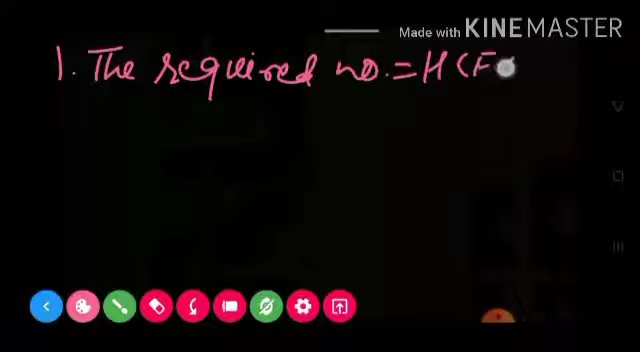 Made with KINEMASTER
1. The required no. = HCF